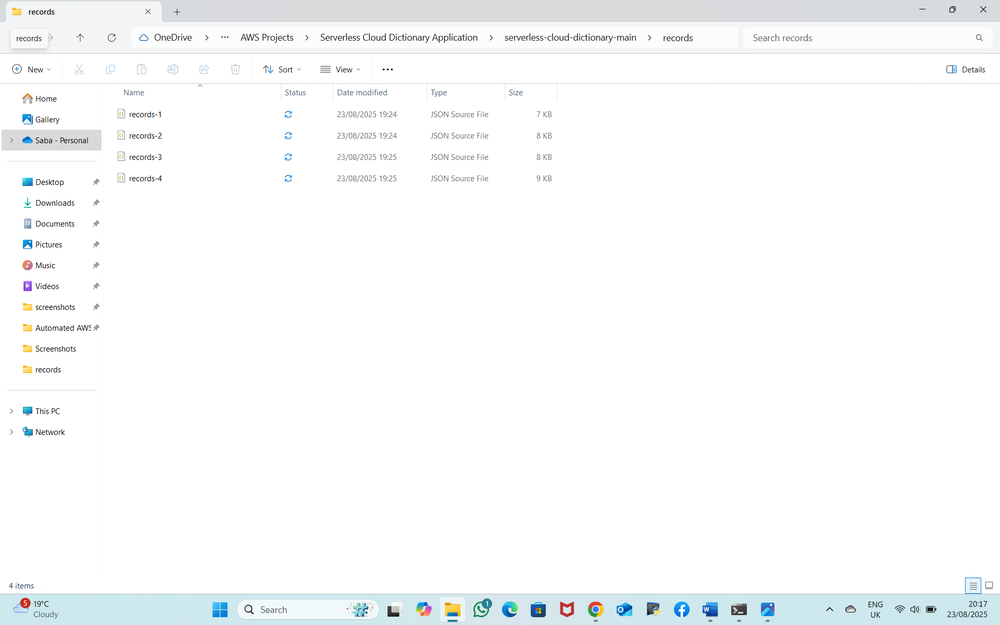 records
records
OneDrive > ... AWS Projects > Serverless Cloud Dictionary Application > serverless-cloud-dictionary-main > records
Search records
New
Sort
View
Details
Name Status Date modified Type Size
records-1 23/08/2025 19:24 JSON Source File 7 KB
records-2 23/08/2025 19:24 JSON Source File 8 KB
records-3 23/08/2025 19:25 JSON Source File 8 KB
records-4 23/08/2025 19:25 JSON Source File 9 KB
Home
Gallery
Saba - Personal
Desktop
Downloads
Documents
Pictures
Music
Videos
screenshots
Automated AWS
Screenshots
records
This PC
Network
4 items
5
19°C
Cloudy
Search
1
ENG
UK
20:17
23/08/2025